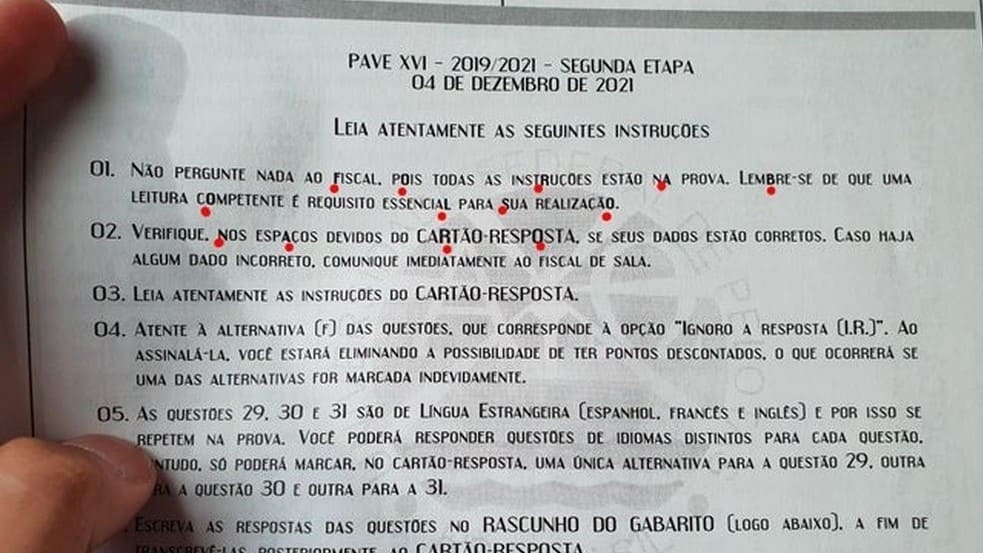 PAVE XVI - 2019/2021 - SEGUNDA ETAPA
04 DE DEZEMBRO DE 2021
LEIA ATENTAMENTE AS SEGUINTES INSTRUÇÕES
01. NÃO PERGUNTE NADA AO FISCAL, POIS TODAS AS INSTRUÇÕES ESTÃO NA PROVA. LEMBRE-SE DE QUE UMA
LEITURA COMPETENTE É REQUISITO ESSENCIAL PARA SUA REALIZAÇÃO.
02. VERIFIQUE, NOS ESPAÇOS DEVIDOS DO CARTÃO-RESPOSTA, SE SEUS DADOS ESTÃO CORRETOS. CASO HAJA
ALGUM DADO INCORRETO, COMUNIQUE IMEDIATAMENTE AO FISCAL DE SALA.
03. LEIA ATENTAMENTE AS INSTRUÇÕES DO CARTÃO-RESPOSTA.
04. ATENTE À ALTERNATIVA (F) DAS QUESTÕES, QUE CORRESPONDE À OPÇÃO "IGNORO A RESPOSTA (I.R.)". AO
ASSINALÁ-LA, VOCÊ ESTARÁ ELIMINANDO A POSSIBILIDADE DE TER PONTOS DESCONTADOS, O QUE OCORRERÁ SE
UMA DAS ALTERNATIVAS FOR MARCADA INDEVIDAMENTE.
05. AS QUESTÕES 29, 30 E 31 SÃO DE LÍNGUA ESTRANGEIRA (ESPANHOL, FRANCÊS E INGLÊS) E POR ISSO SE
REPETEM NA PROVA. VOCÊ PODERÁ RESPONDER QUESTÕES DE IDIOMAS DISTINTOS PARA CADA QUESTÃO,
SÓ PODERÁ MARCAR, NO CARTÃO-RESPOSTA, UMA ÚNICA ALTERNATIVA PARA A QUESTÃO 29, OUTRA
A QUESTÃO 30 E OUTRA PARA A 31.
ESCREVA AS RESPOSTAS DAS QUESTÕES NO RASCUNHO DO GABARITO (LOGO ABAIXO), A FIM DE
TRANSCREVÊ-LAS POSTERIORMENTE AO CARTÃO-RESPOSTA.